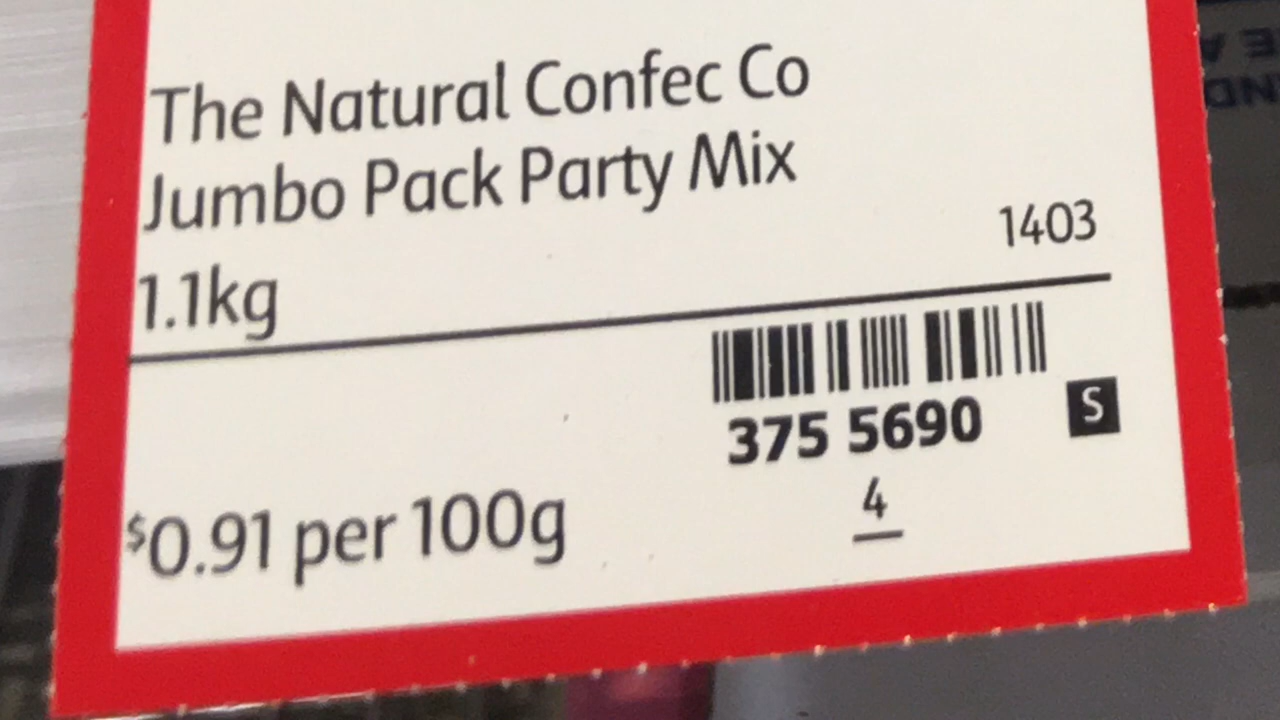 The Natural Confec Co
Jumbo Pack Party Mix
1403
1.1kg
375 5690
S
4
$0.91 per 100g